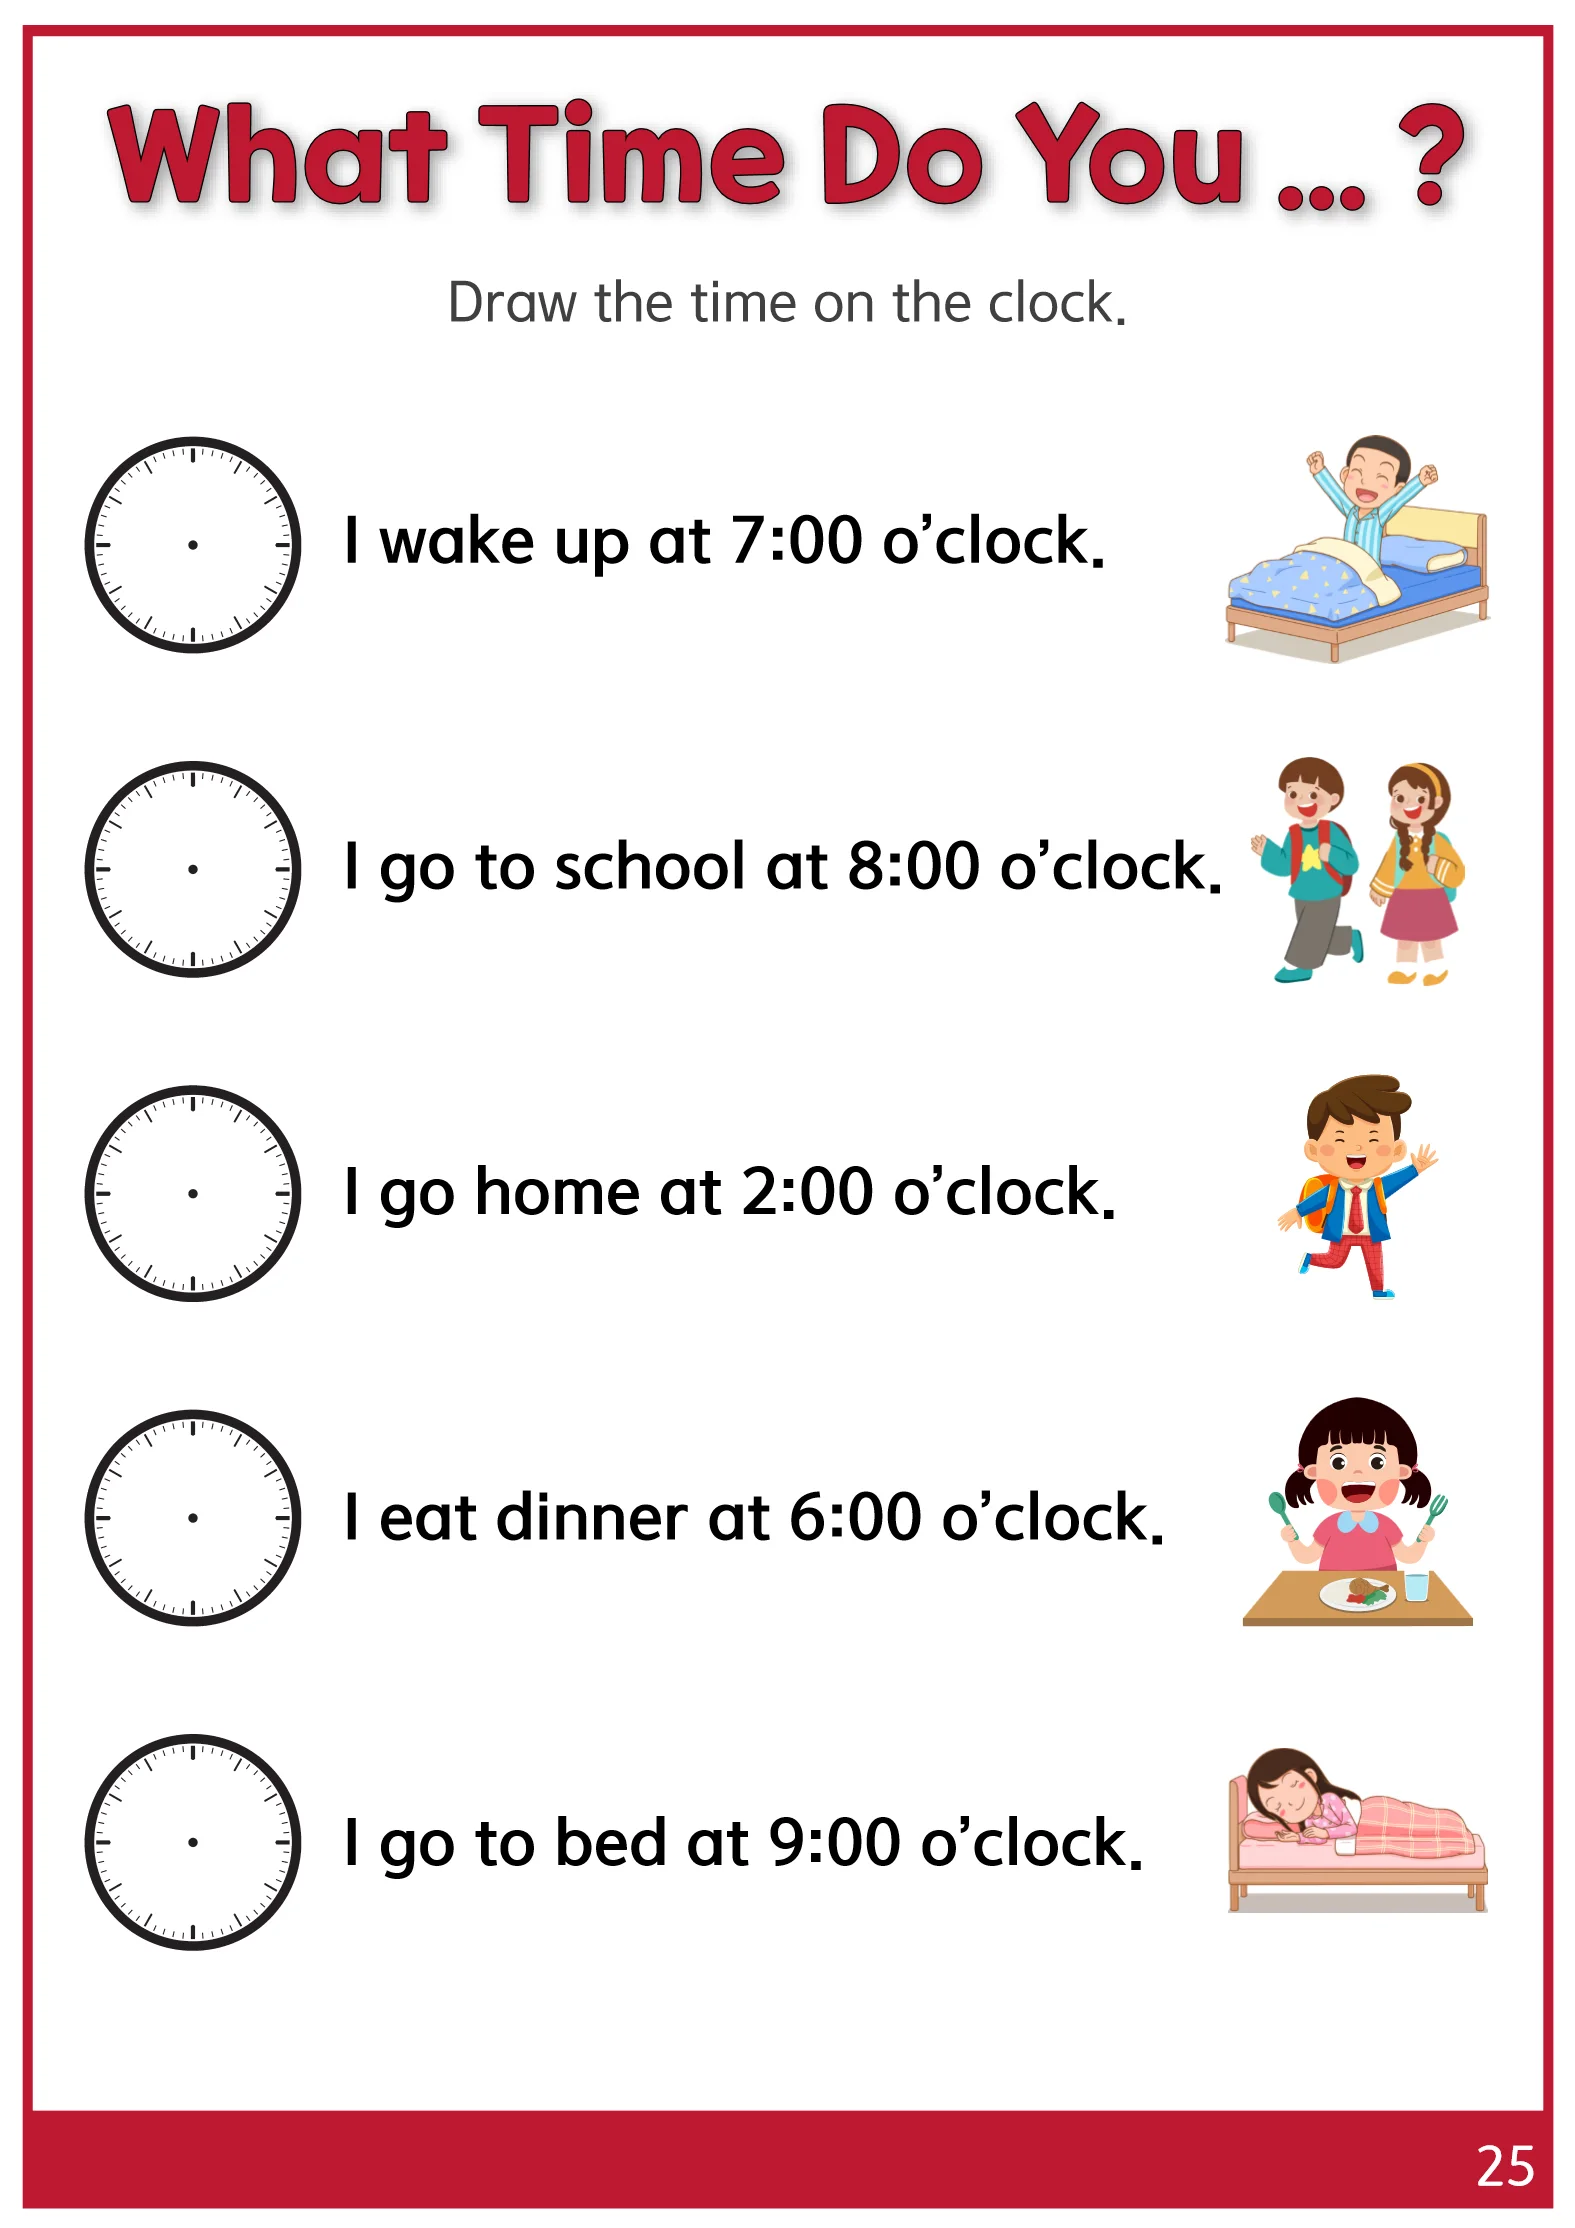 What Time Do You ... ?
Draw the time on the clock.
I wake up at 7:00 o’clock.
I go to school at 8:00 o’clock.
I go home at 2:00 o’clock.
I eat dinner at 6:00 o’clock.
I go to bed at 9:00 o’clock.
25